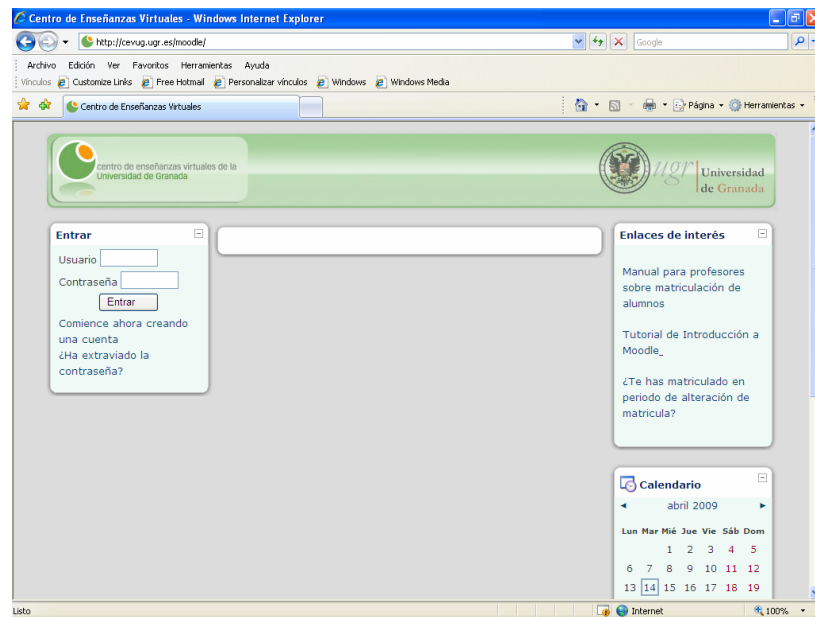 Centro de Enseñanzas Virtuales - Windows Internet Explorer
http://cevug.ugr.es/moodle/
Google
Archivo Edición Ver Favoritos Herramientas Ayuda
Vínculos Customize Links Free Hotmail Personalizar vínculos Windows Windows Media
Centro de Enseñanzas Virtuales
Página Herramientas
centro de enseñanzas virtuales de la
Universidad de Granada
ugr Universidad
de Granada
Entrar
Usuario
Contraseña
Entrar
Comience ahora creando
una cuenta
¿Ha extraviado la
contraseña?
Enlaces de interés
Manual para profesores
sobre matriculación de
alumnos
Tutorial de Introducción a
Moodle_
¿Te has matriculado en
periodo de alteración de
matricula?
Calendario
◄ abril 2009 ►
Lun Mar Mié Jue Vie Sáb Dom
1 2 3 4 5
6 7 8 9 10 11 12
13 14 15 16 17 18 19
Listo
Internet
100%